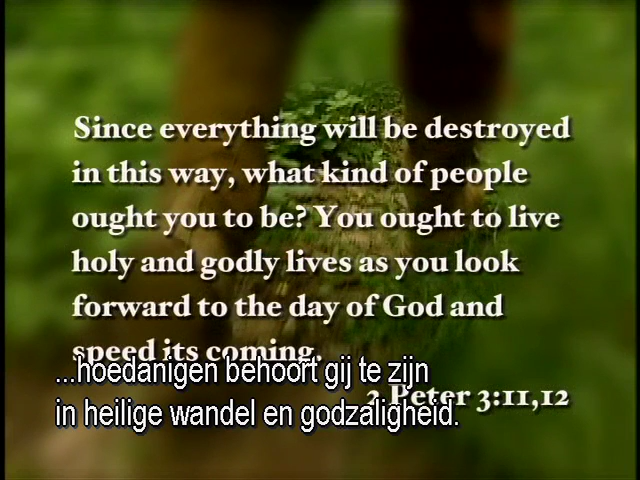 Since everything will be destroyed
in this way, what kind of people
ought you to be? You ought to live
holy and godly lives as you look
forward to the day of God and
speed its coming.
...hoedanigen behoort gij te zijn
2 Peter 3:11,12
in heilige wandel en godzaligheid.